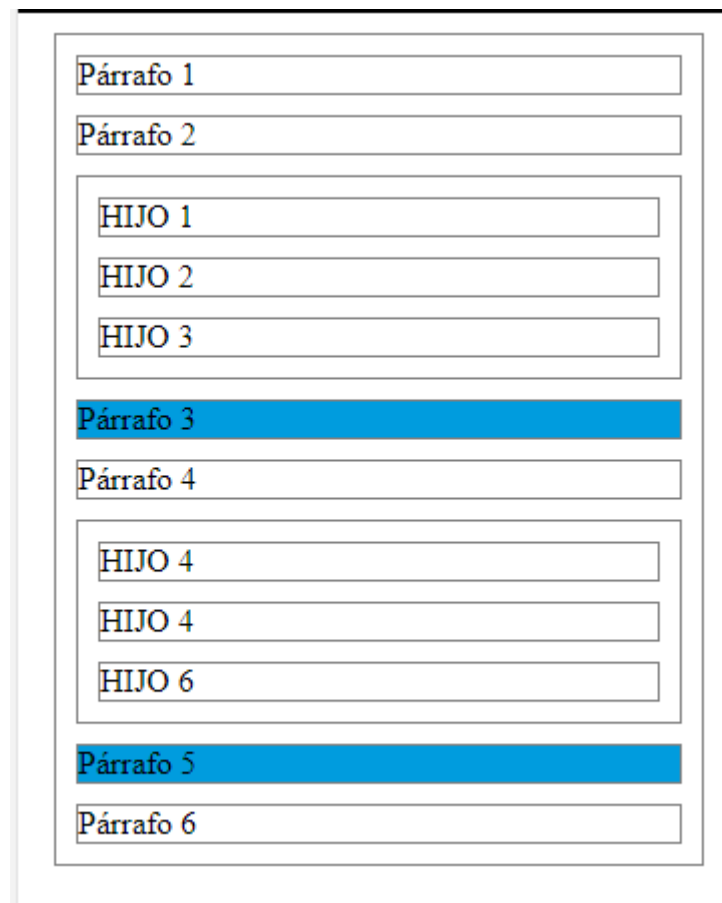 Párrafo 1
Párrafo 2
HIJO 1
HIJO 2
HIJO 3
Párrafo 3
Párrafo 4
HIJO 4
HIJO 4
HIJO 6
Párrafo 5
Párrafo 6